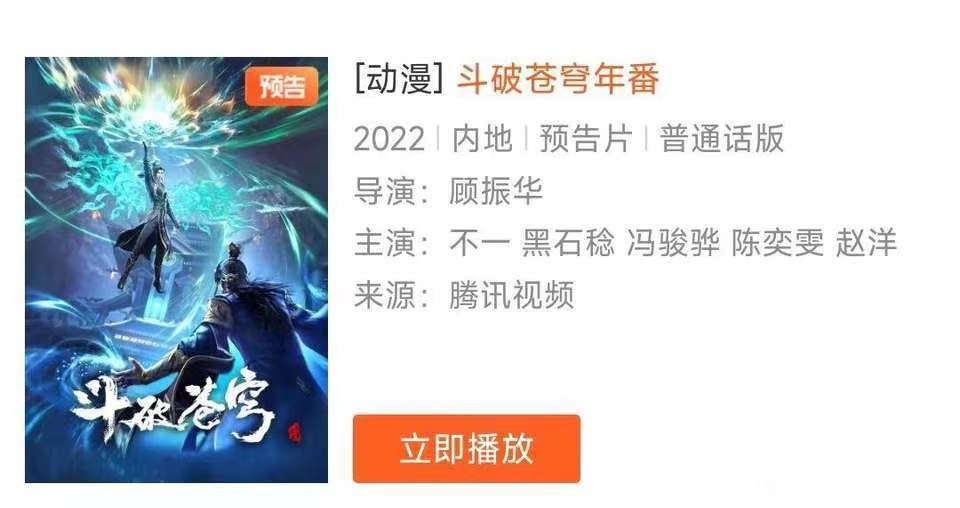 预告
斗破苍穹
[动漫] 斗破苍穹年番
2022 | 内地 | 预告片 | 普通话版
导演：顾振华
主演：不一 黑石稔 冯骏骅 陈奕雯 赵洋
来源：腾讯视频
立即播放